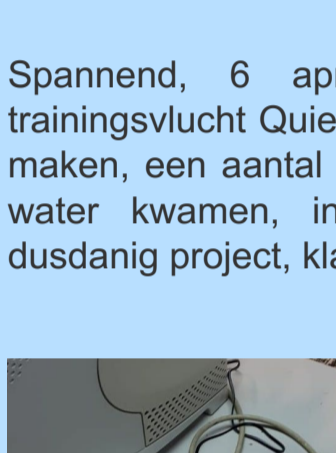 Spannend, 6
trainingsvlucht
maken, een aantal
water kwamen,
dusdanig project,